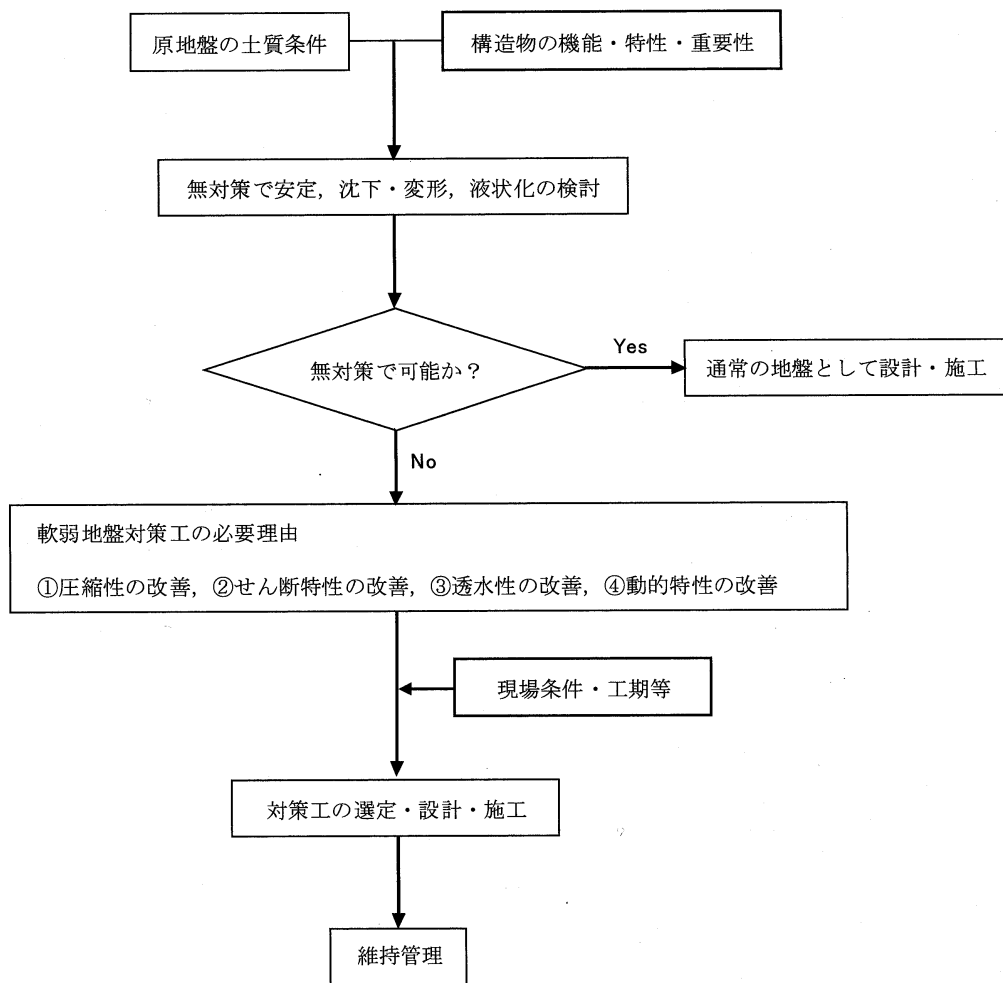 原地盤の土質条件
構造物の機能・特性・重要性
無対策で安定，沈下・変形，液状化の検討
無対策で可能か？
Yes
通常の地盤として設計・施工
No
軟弱地盤対策工の必要理由
①圧縮性の改善，②せん断特性の改善，③透水性の改善，④動的特性の改善
現場条件・工期等
対策工の選定・設計・施工
維持管理